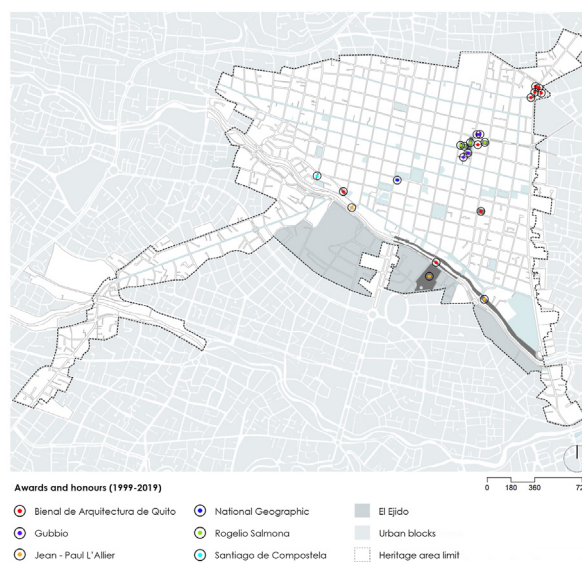 Awards and honours (1999-2019)
0 180 360 72
Bienal de Arquitectura de Quito
National Geographic
El Ejido
Gubbio
Rogelio Salmona
Urban blocks
Jean - Paul L'Allier
Santiago de Compostela
Heritage area limit